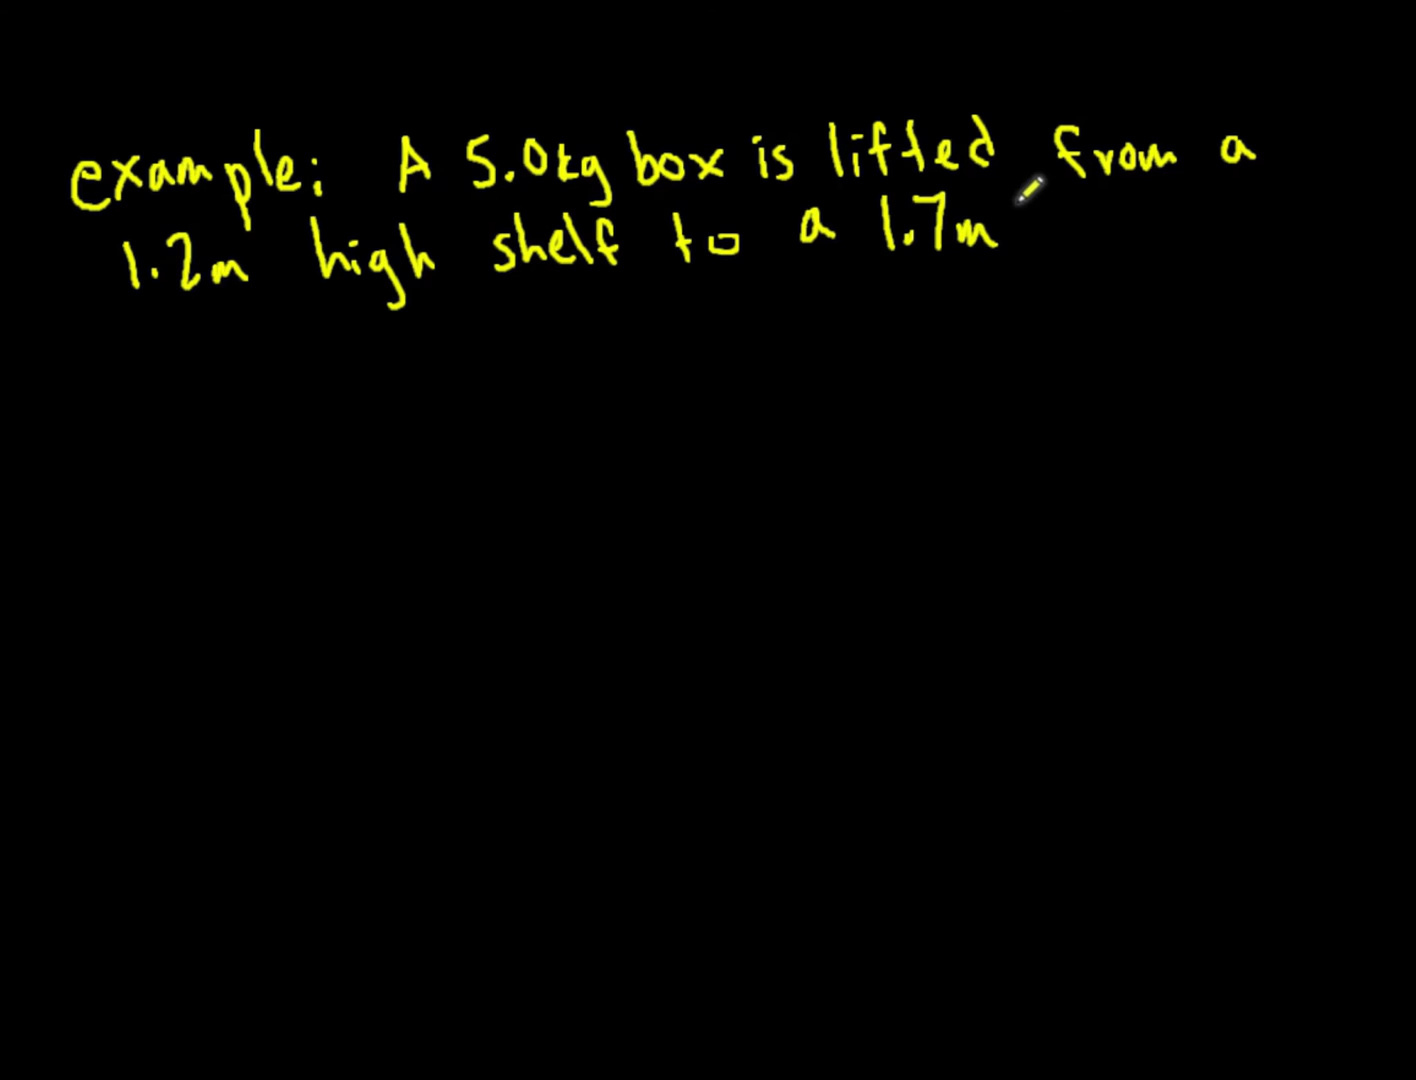 example: A 5.0kg box is lifted from a
1.2m high shelf to a 1.7m